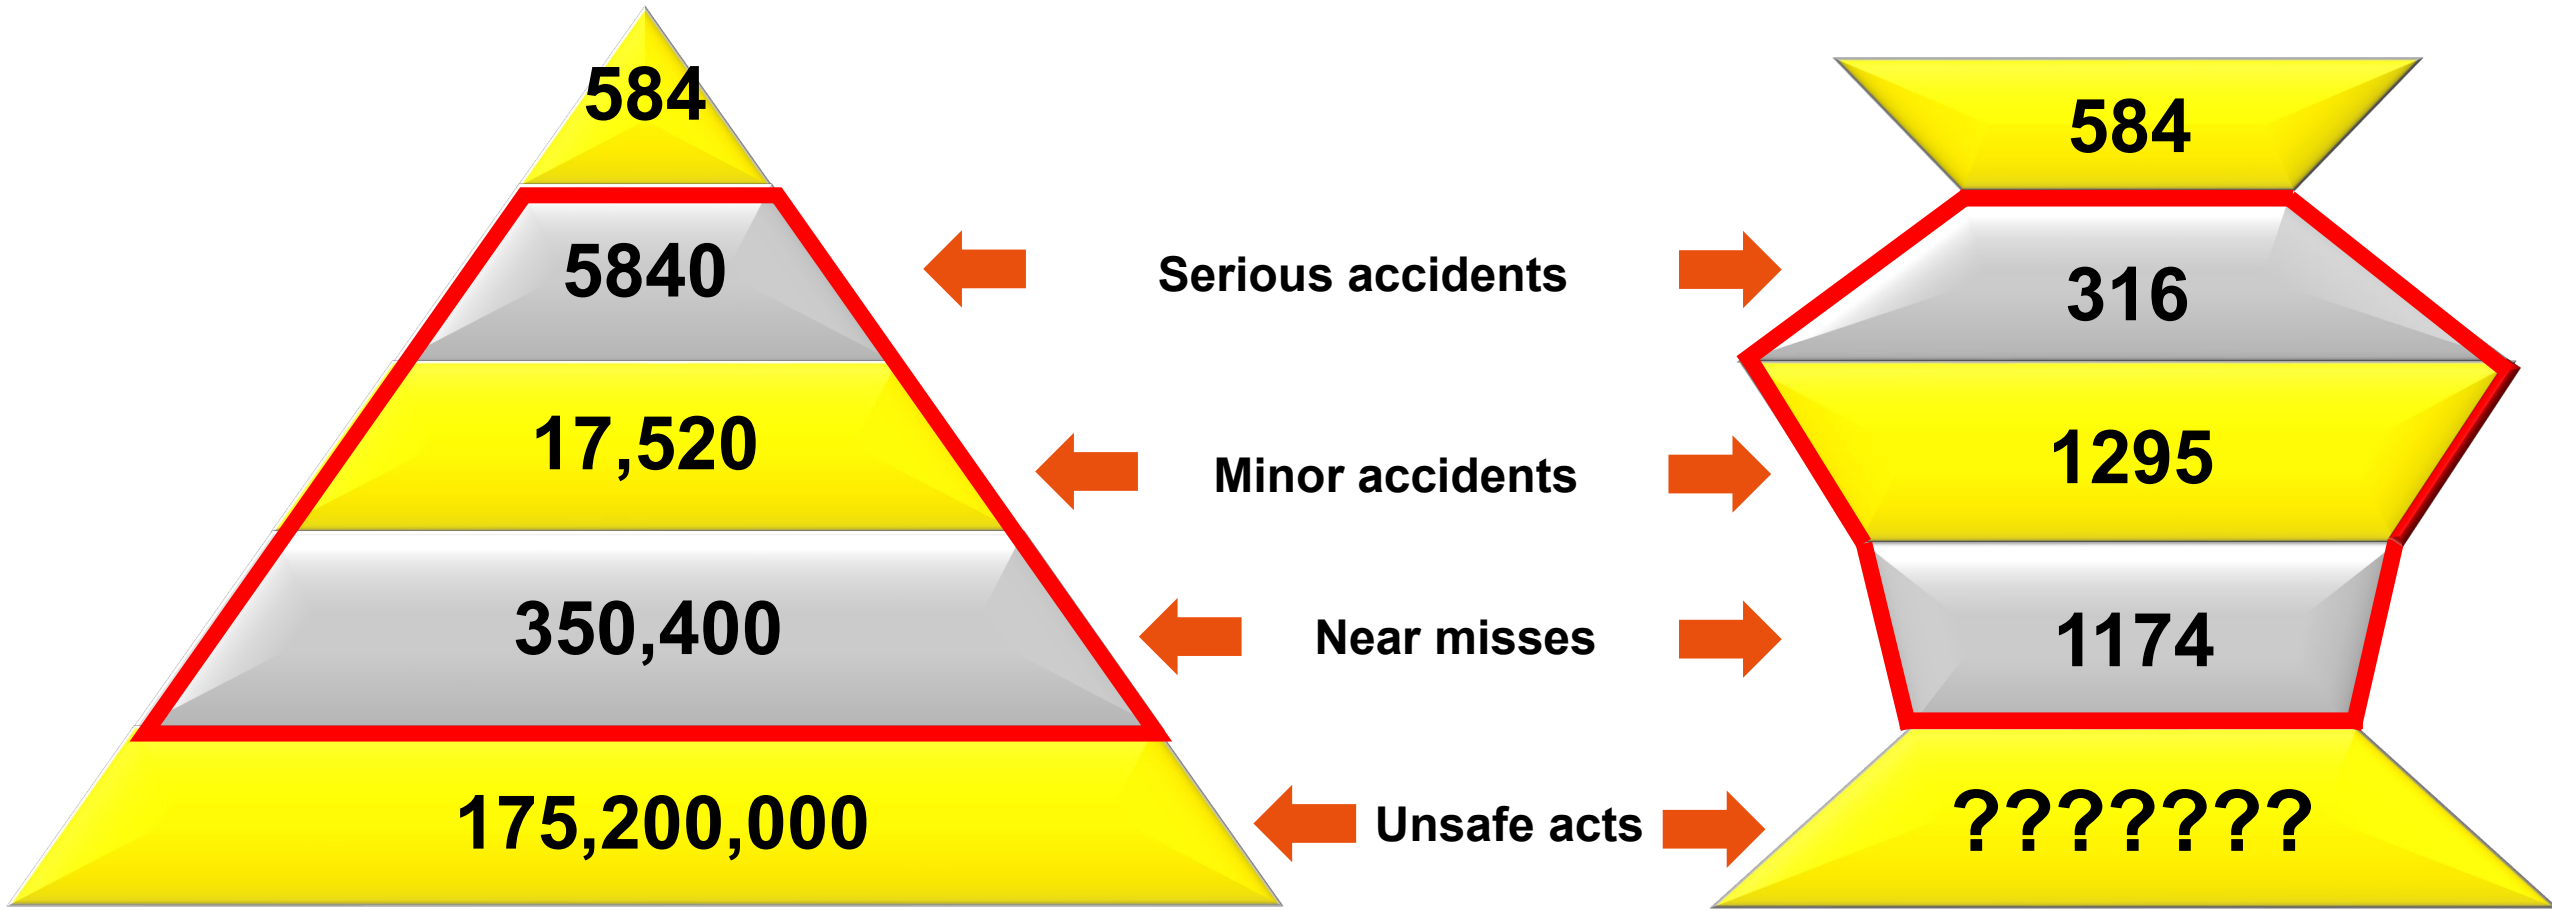 584
584
5840
Serious accidents
316
17,520
Minor accidents
1295
350,400
Near misses
1174
175,200,000
Unsafe acts
???????